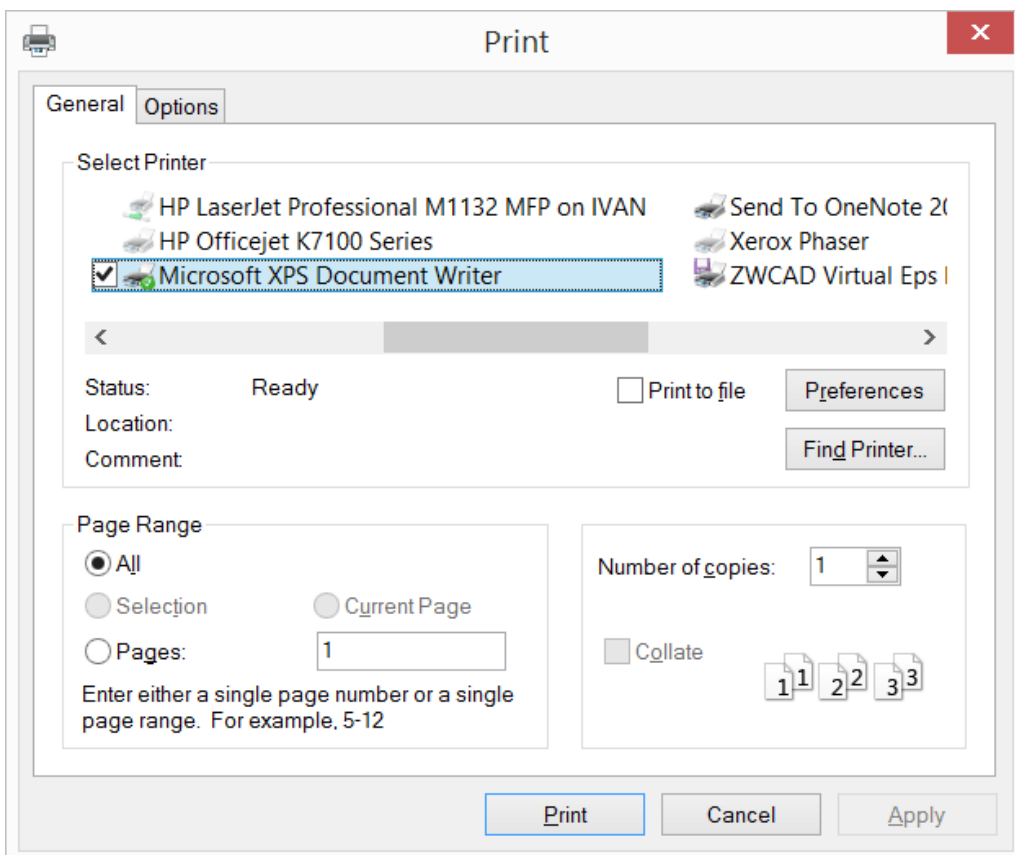 Print
General Options
Select Printer
HP LaserJet Professional M1132 MFP on IVAN Send To OneNote 20
HP Officejet K7100 Series Xerox Phaser
Microsoft XPS Document Writer ZWCAD Virtual Eps
Status: Ready Print to file Preferences
Location:
Comment: Find Printer...
Page Range
All Number of copies: 1
Selection Current Page
Pages: 1 Collate 1 1 2 2 3 3
Enter either a single page number or a single
page range. For example, 5-12
Print Cancel Apply